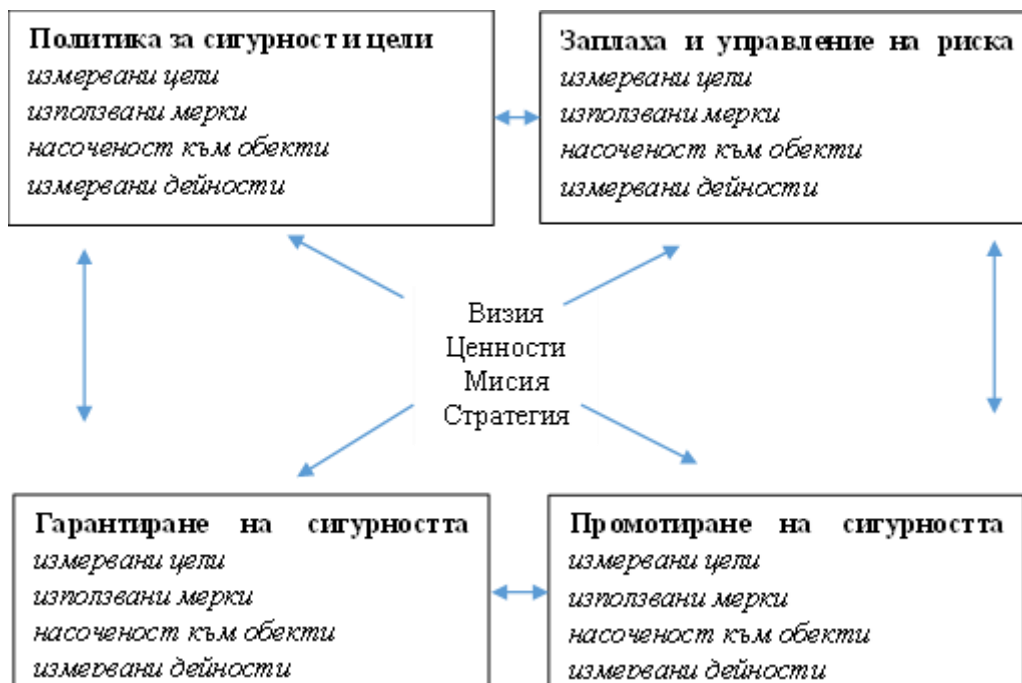 Политика за сигурност и цели
измервани цели
използвани мерки
насоченост към обекти
измервани дейности
Заплаха и управление на риска
измервани цели
използвани мерки
насоченост към обекти
измервани дейности
Визия
Ценности
Мисия
Стратегия
Гарантиране на сигурността
измервани цели
използвани мерки
насоченост към обекти
измервани дейности
Промотиране на сигурността
измервани цели
използвани мерки
насоченост към обекти
измервани дейности